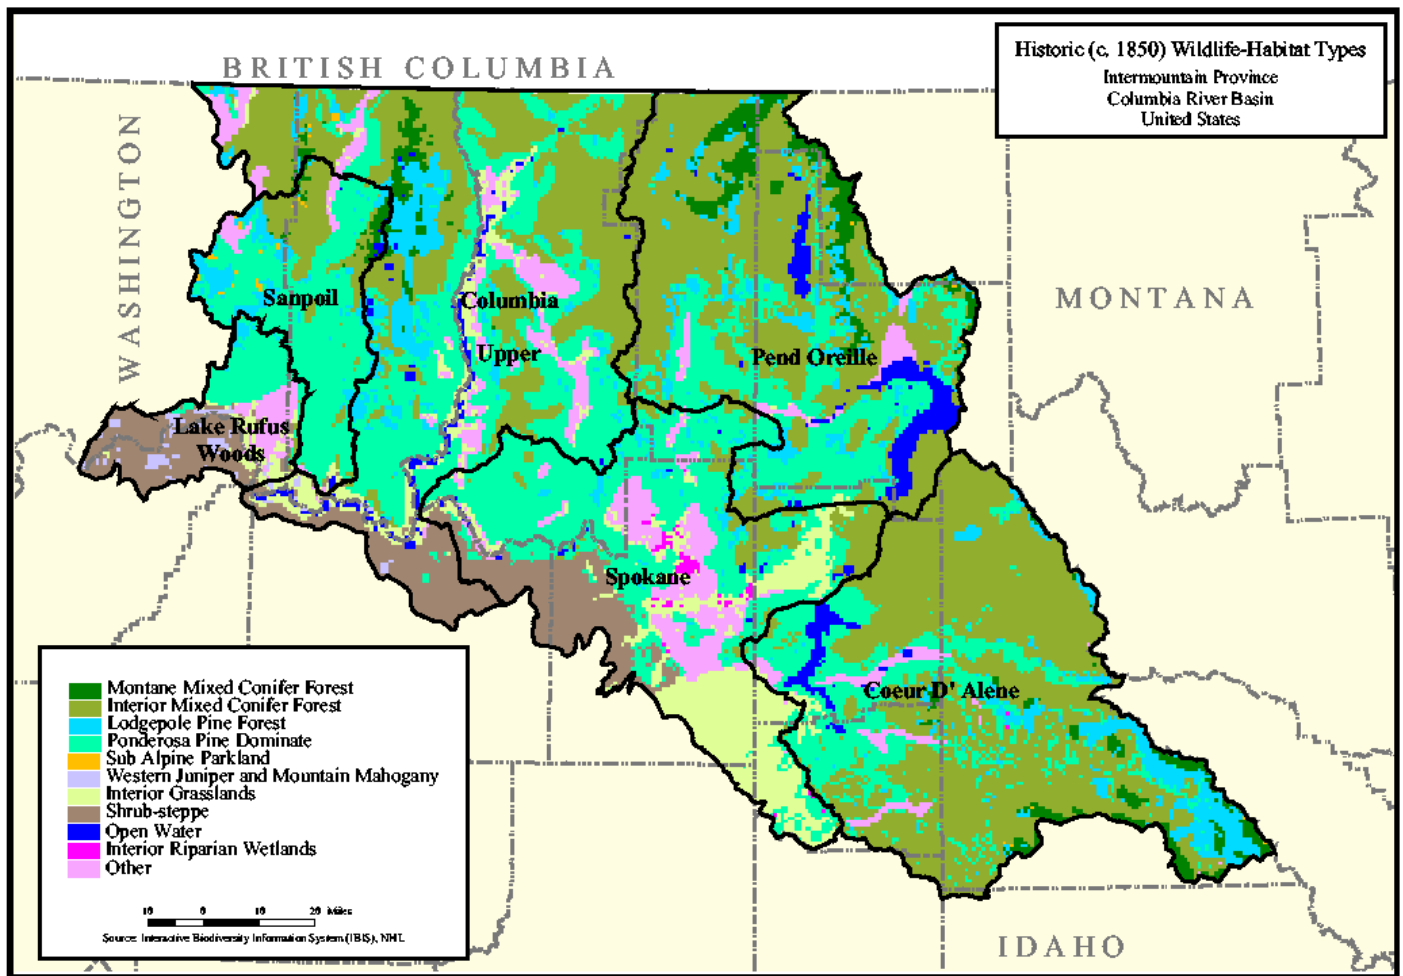 Historic (c. 1850) Wildlife-Habitat Types
Intermountain Province
Columbia River Basin
United States
BRITISH COLUMBIA
WASHINGTON
MONTANA
IDAHO
Sanpoil
Columbia
Upper
Pend Oreille
Lake Rufus
Woods
Spokane
Coeur D' Alene
Montane Mixed Conifer Forest
Interior Mixed Conifer Forest
Lodgepole Pine Forest
Ponderosa Pine Dominate
Sub Alpine Parkland
Western Juniper and Mountain Mahogany
Interior Grasslands
Shrub-steppe
Open Water
Interior Riparian Wetlands
Other
10 0 10 20 Miles
Source: Interactive Biodiversity Information System (IBIS), NHI.